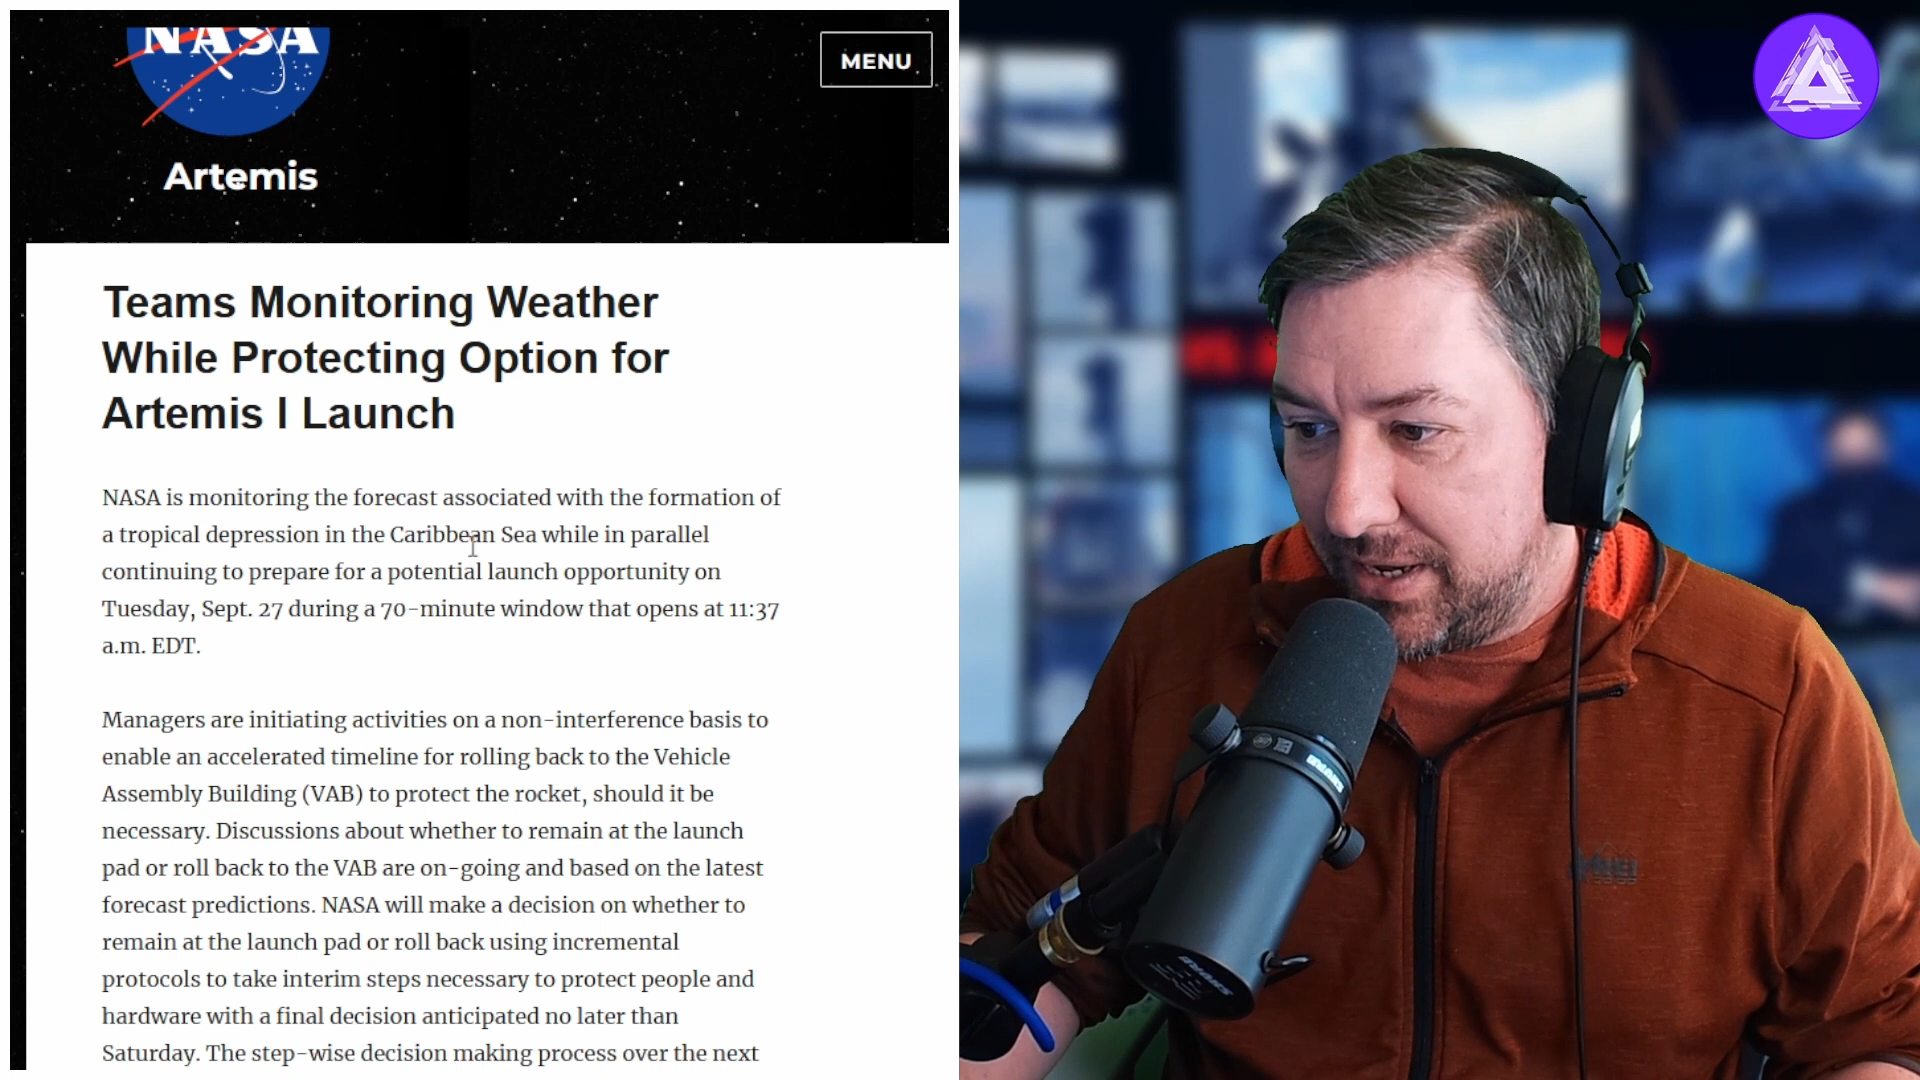 NASA
MENU
Artemis
Teams Monitoring Weather
While Protecting Option for
Artemis I Launch
NASA is monitoring the forecast associated with the formation of
a tropical depression in the Caribbean Sea while in parallel
continuing to prepare for a potential launch opportunity on
Tuesday, Sept. 27 during a 70-minute window that opens at 11:37
a.m. EDT.
Managers are initiating activities on a non-interference basis to
enable an accelerated timeline for rolling back to the Vehicle
Assembly Building (VAB) to protect the rocket, should it be
necessary. Discussions about whether to remain at the launch
pad or roll back to the VAB are on-going and based on the latest
forecast predictions. NASA will make a decision on whether to
remain at the launch pad or roll back using incremental
protocols to take interim steps necessary to protect people and
hardware with a final decision anticipated no later than
Saturday. The step-wise decision making process over the next
SHURE
SHURE
REI